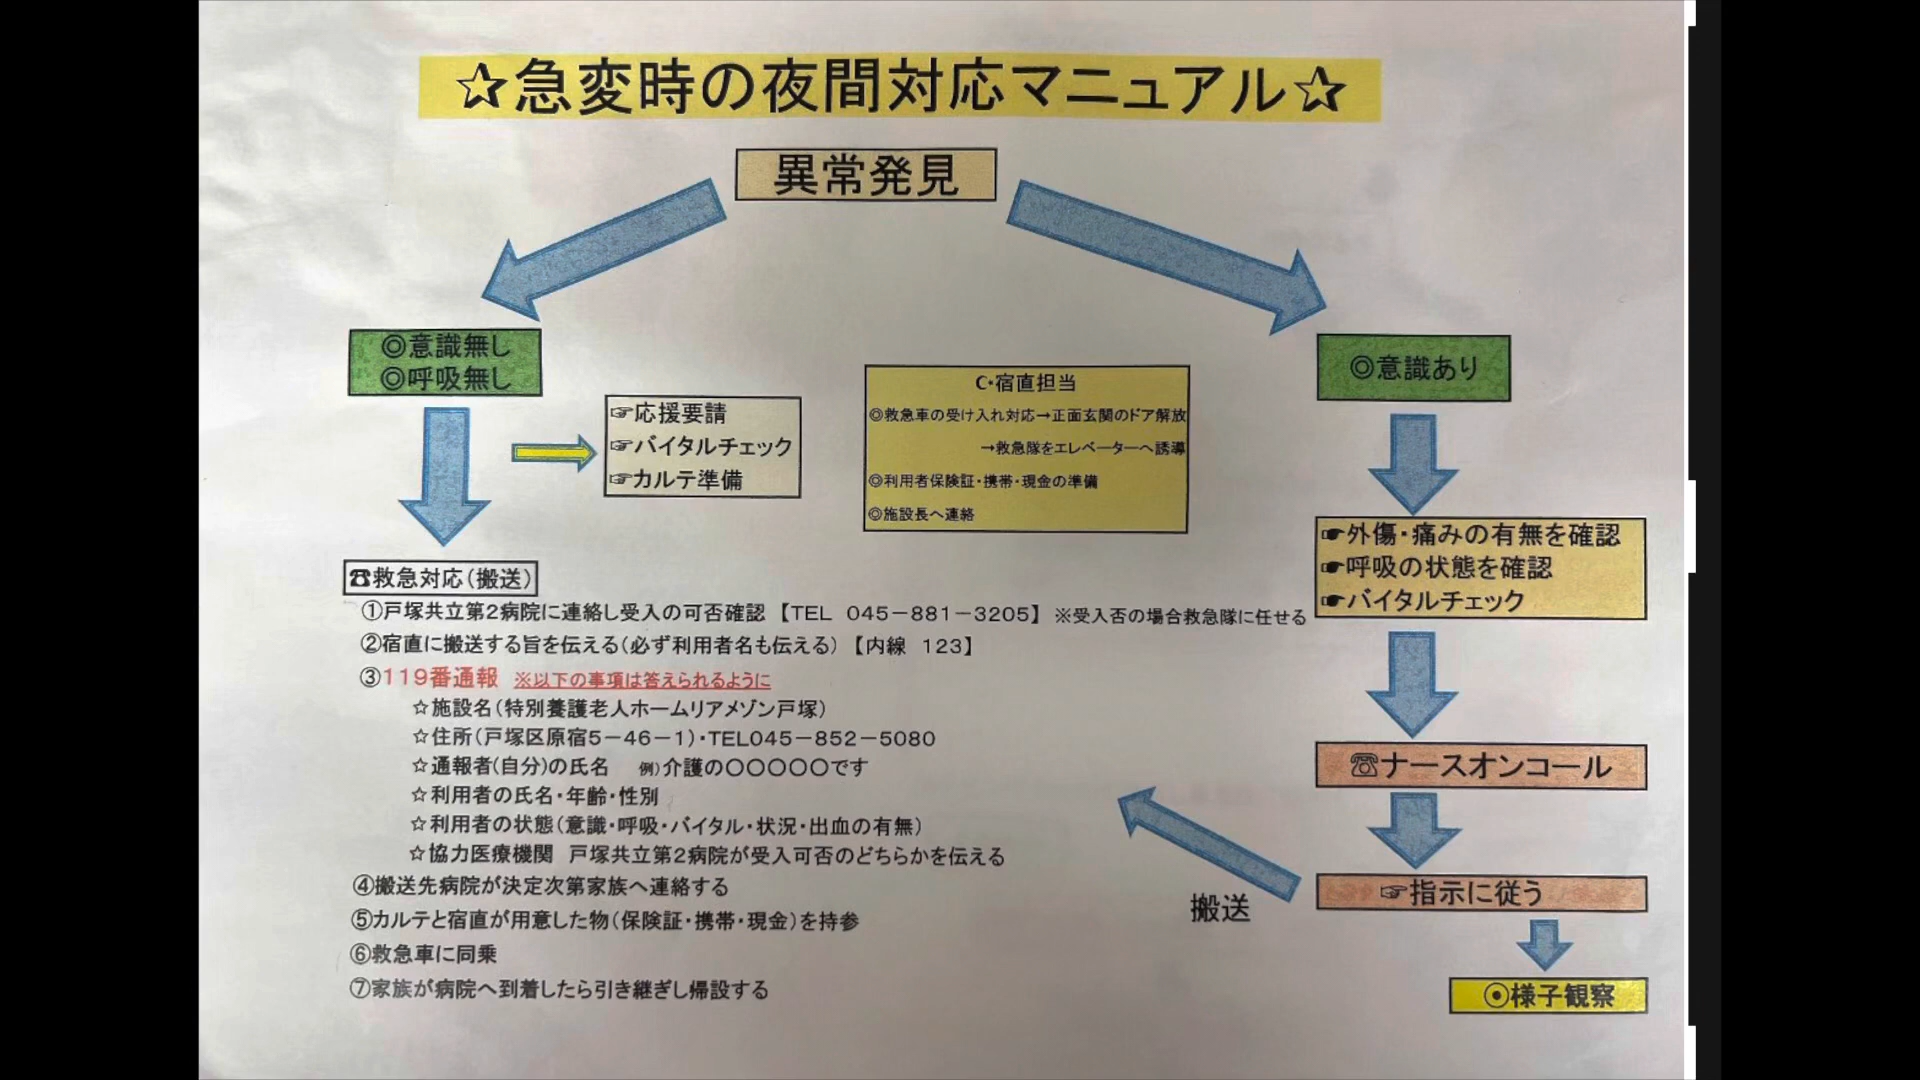 ☆急変時の夜間対応マニュアル☆
異常発見
◎意識無し
◎呼吸無し
☞応援要請
☞バイタルチェック
☞カルテ準備
C・宿直担当
◎救急車の受け入れ対応→正面玄関のドア解放
→救急隊をエレベーターへ誘導
◎利用者保険証・携帯・現金の準備
◎施設長へ連絡
◎意識あり
☛外傷・痛みの有無を確認
☛呼吸の状態を確認
☛バイタルチェック
☏ナースオンコール
☞指示に従う
搬送
⦿様子観察
☎救急対応(搬送)
①戸塚共立第2病院に連絡し受入の可否確認 【TEL 045-881-3205】 ※受入否の場合救急隊に任せる
②宿直に搬送する旨を伝える(必ず利用者名も伝える) 【内線 123】
③119番通報 ※以下の事項は答えられるように
☆施設名(特別養護老人ホームリアメゾン戸塚)
☆住所(戸塚区原宿5-46-1)・TEL045-852-5080
☆通報者(自分)の氏名 例)介護の〇〇〇〇〇です
☆利用者の氏名・年齢・性別
☆利用者の状態(意識・呼吸・バイタル・状況・出血の有無)
☆協力医療機関 戸塚共立第2病院が受入可否のどちらかを伝える
④搬送先病院が決定次第家族へ連絡する
⑤カルテと宿直が用意した物(保険証・携帯・現金)を持参
⑥救急車に同乗
⑦家族が病院へ到着したら引き継ぎし帰設する